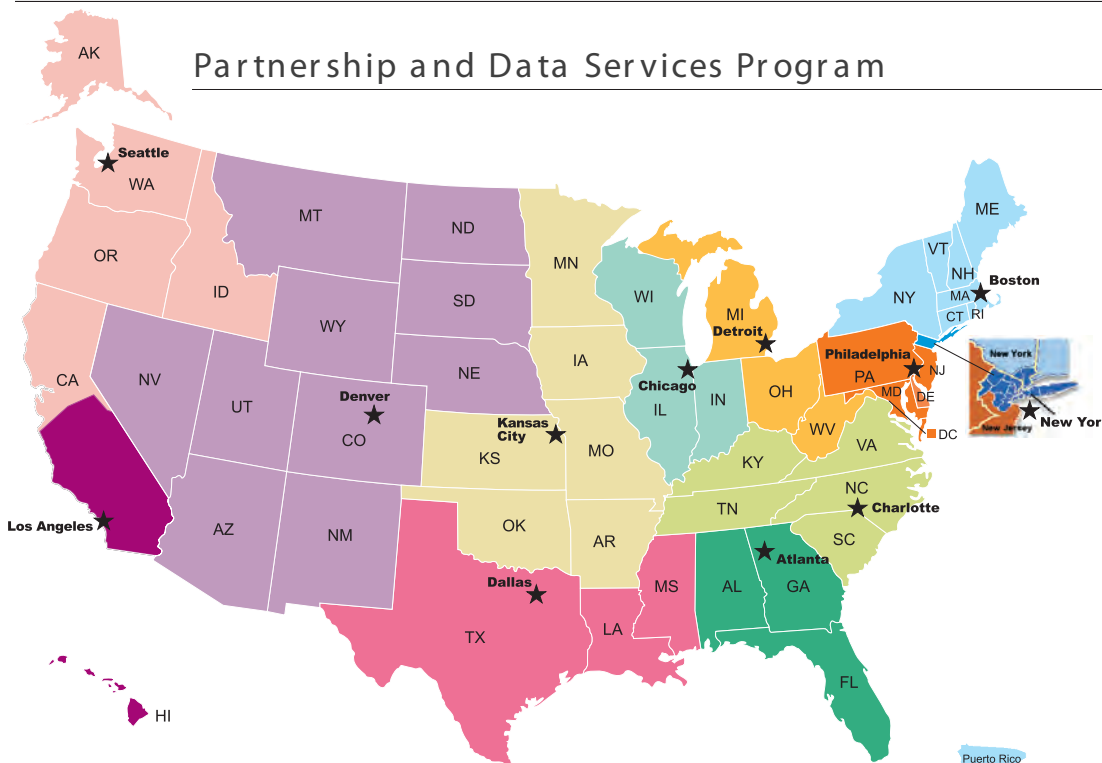 Partnership and Data Services Program
AK
Seattle
WA
OR
ID
MT
ND
SD
WY
NE
MN
WI
MI
Detroit
IA
Chicago
IL
IN
OH
CA
NV
UT
Denver
CO
Kansas
City
KS
MO
WV
KY
VA
ME
VT
NH
Boston
MA
NY
CT
RI
Philadelphia
PA
NJ
MD
DE
DC
New York
New Jersey
New Yor
Los Angeles
AZ
NM
OK
AR
TN
NC
Charlotte
SC
Dallas
TX
LA
MS
AL
Atlanta
GA
FL
HI
Puerto Rico